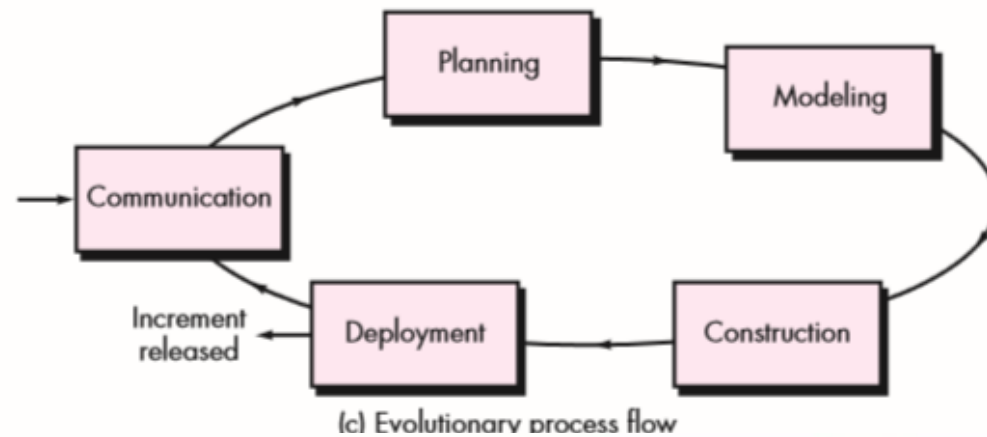 Planning
Modeling
Communication
Increment
released
Deployment
Construction
(c) Evolutionary process flow